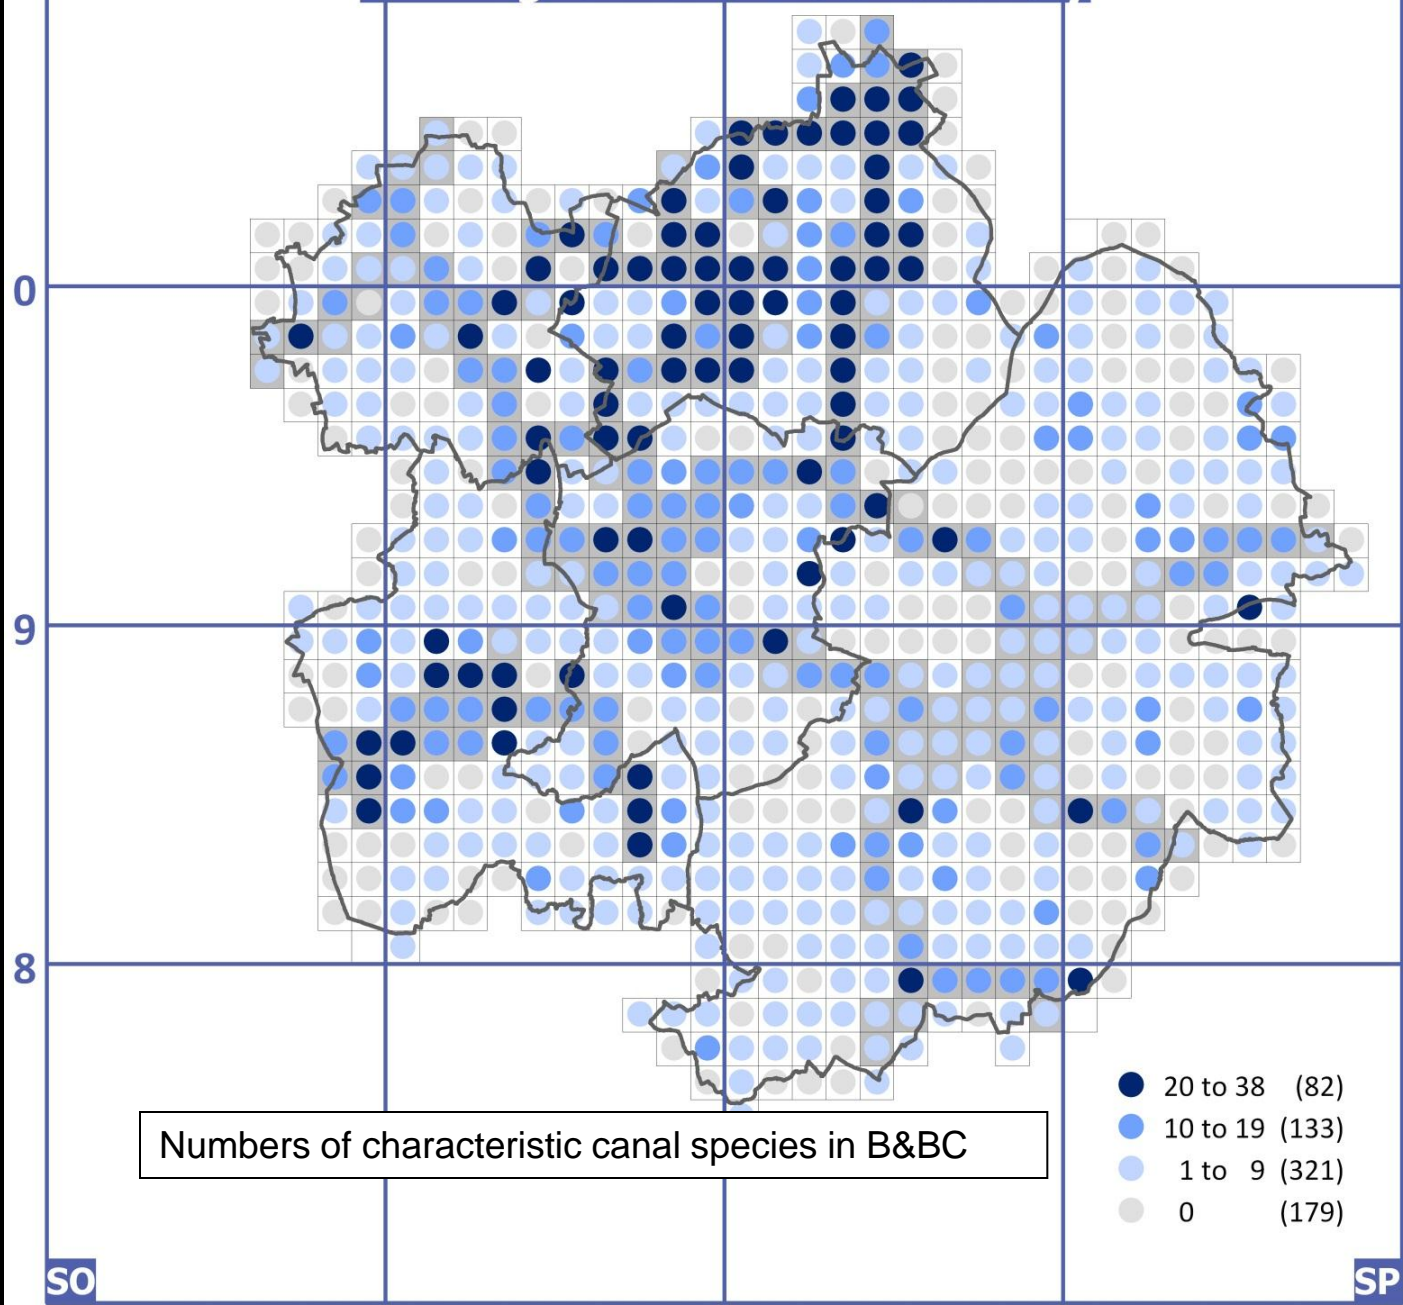 0
9
8
20 to 38 (82)
10 to 19 (133)
1 to 9 (321)
0 (179)
Numbers of characteristic canal species in B&BC
SO
SP